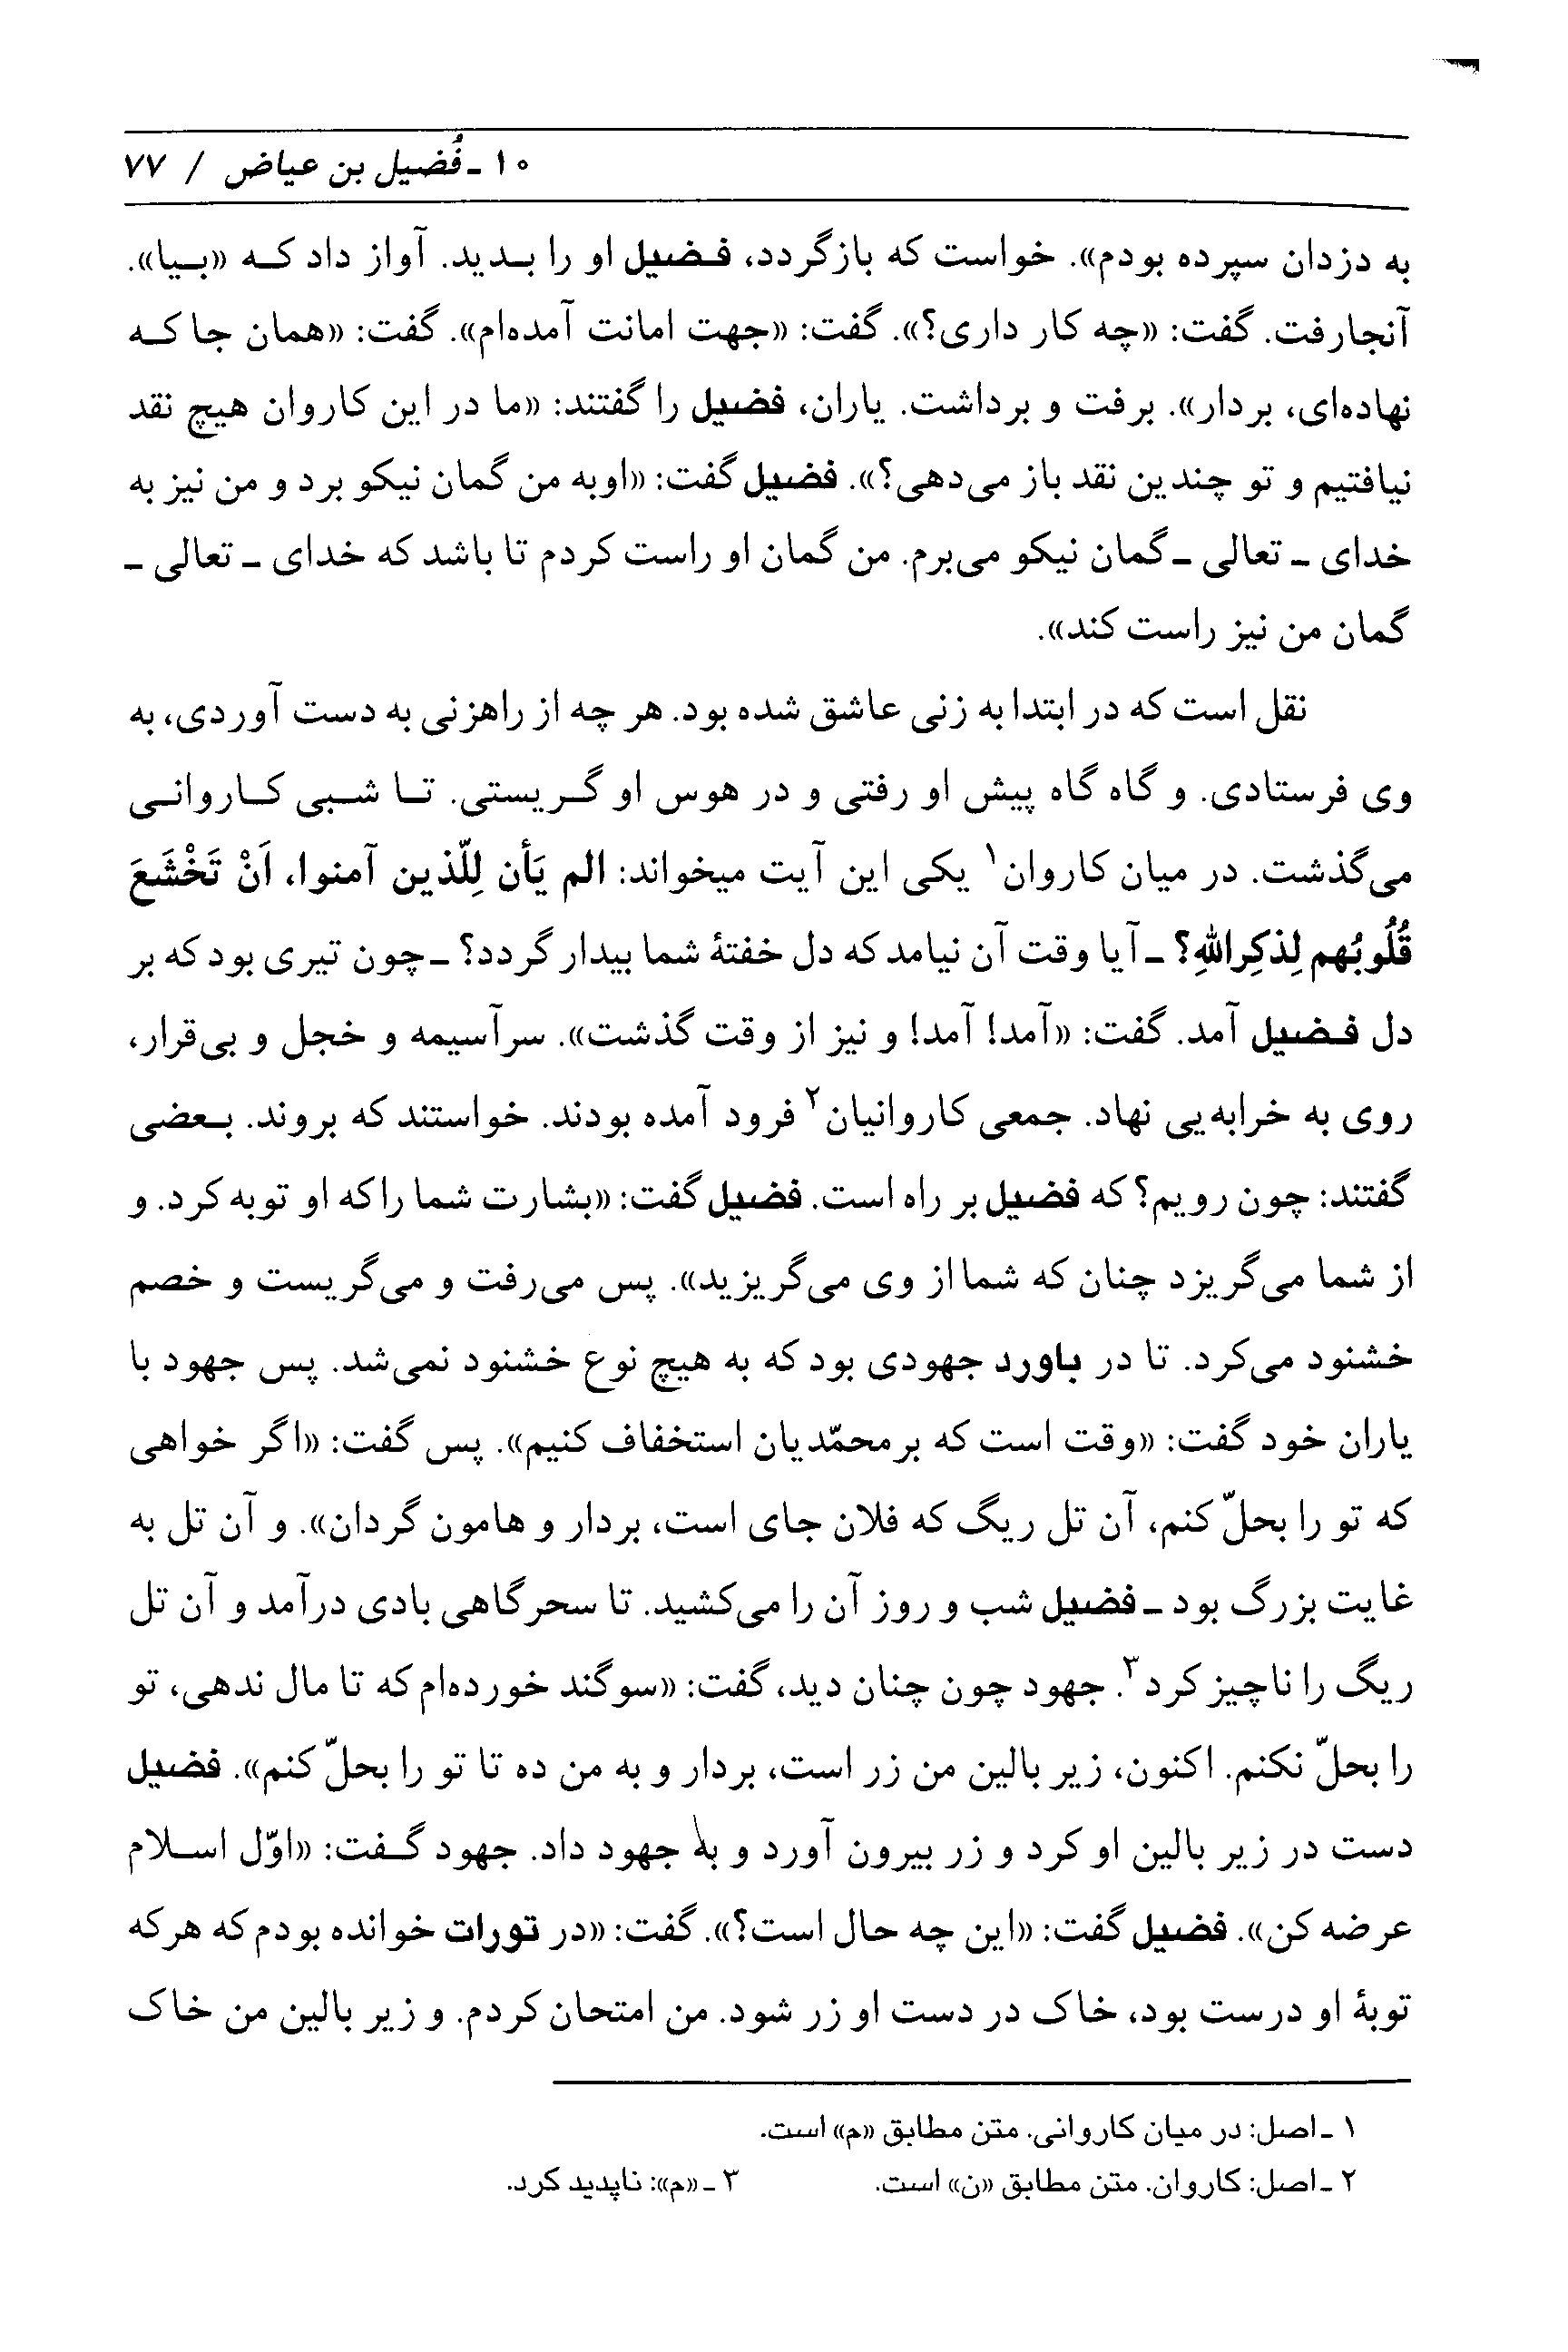 ۱۰ ـ فُضیل بن عیاض / ۷۷
به دزدان سپرده بودم». خواست که بازگردد، فضیل او را بدید. آواز داد که «بیا».
آنجا رفت. گفت: «چه کار داری؟». گفت: «جهت امانت آمده‌ام». گفت: «همان جا که
نهاده‌ای، بردار». برفت و برداشت. یاران، فضیل را گفتند: «ما در این کاروان هیچ نقد
نیافتیم و تو چندین نقد باز می‌دهی؟». فضیل گفت: «او به من گمان نیکو برد و من نیز به
خدای ـ تعالی ـ گمان نیکو می‌برم. من گمان او راست کردم تا باشد که خدای ـ تعالی ـ
گمان من نیز راست کند».
نقل است که در ابتدا به زنی عاشق شده بود. هر چه از راهزنی به دست آوردی، به
وی فرستادی. و گاه گاه پیش او رفتی و در هوس او گریستی. تا شبی کاروانی
می‌گذشت. در میان کاروان۱ یکی این آیت میخواند: الم یَأن لِلّذین آمنوا، اَنْ تَخْشَعَ
قُلُوبُهم لِذکِرِاللهِ؟ ـ آیا وقت آن نیامد که دل خفتهٔ شما بیدار گردد؟ ـ چون تیری بود که بر
دل فضیل آمد. گفت: «آمد! آمد! و نیز از وقت گذشت». سرآسیمه و خجل و بی‌قرار،
روی به خرابه‌یی نهاد. جمعی کاروانیان۲ فرود آمده بودند. خواستند که بروند. بعضی
گفتند: چون رویم؟ که فضیل بر راه است. فضیل گفت: «بشارت شما را که او توبه کرد. و
از شما می‌گریزد چنان که شما از وی می‌گریزید». پس می‌رفت و می‌گریست و خصم
خشنود می‌کرد. تا در باورد جهودی بود که به هیچ نوع خشنود نمی‌شد. پس جهود با
یاران خود گفت: «وقت است که بر محمّدیان استخفاف کنیم». پس گفت: «اگر خواهی
که تو را بحلّ کنم، آن تل ریگ که فلان جای است، بردار و هامون گردان». و آن تل به
غایت بزرگ بود ـ فضیل شب و روز آن را می‌کشید. تا سحرگاهی بادی درآمد و آن تل
ریگ را ناچیز کرد۳. جهود چون چنان دید، گفت: «سوگند خورده‌ام که تا مال ندهی، تو
را بحلّ نکنم. اکنون، زیر بالین من زر است، بردار و به من ده تا تو را بحلّ کنم». فضیل
دست در زیر بالین او کرد و زر بیرون آورد و به جهود داد. جهود گفت: «اوّل اسلام
عرضه کن». فضیل گفت: «این چه حال است؟». گفت: «در تورات خوانده بودم که هرکه
توبهٔ او درست بود، خاک در دست او زر شود. من امتحان کردم. و زیر بالین من خاک
۱ ـ اصل: در میان کاروانی. متن مطابق «م» است.
۲ ـ اصل: کاروان. متن مطابق «ن» است. ۳ ـ «م»: ناپدید کرد.